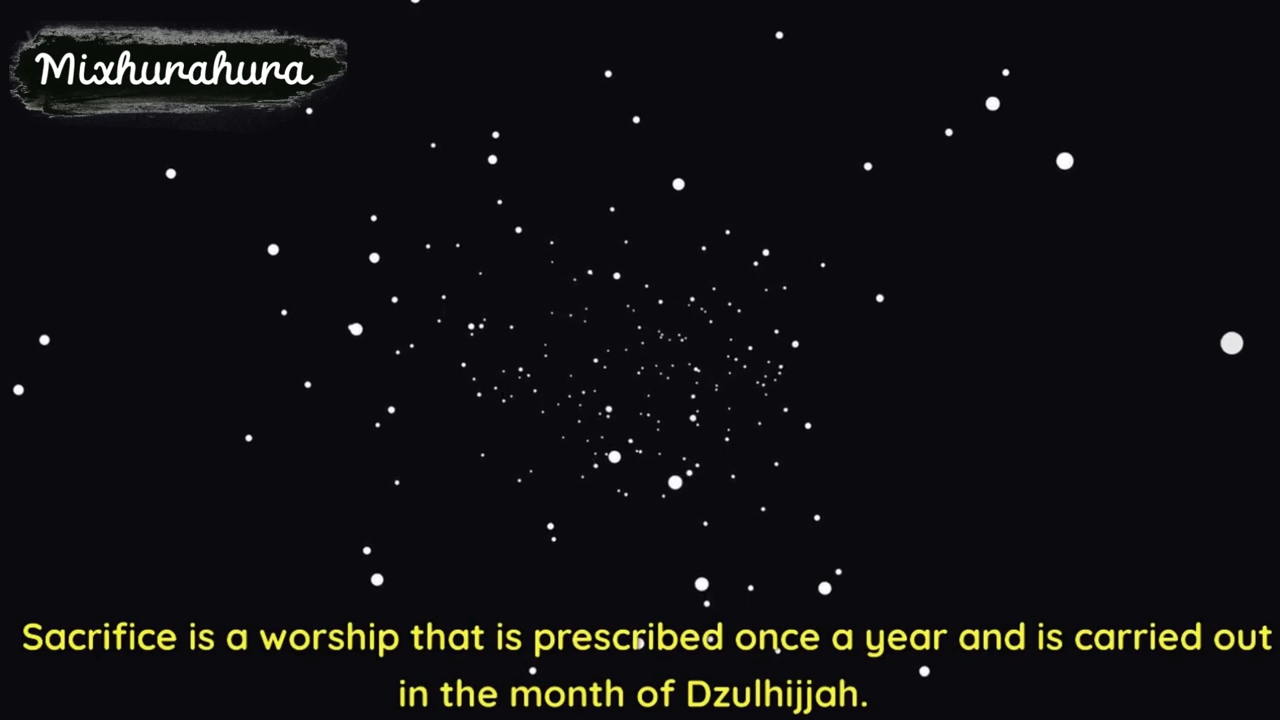 Mixhurahura
Sacrifice is a worship that is prescribed once a year and is carried out
in the month of Dzulhijjah.